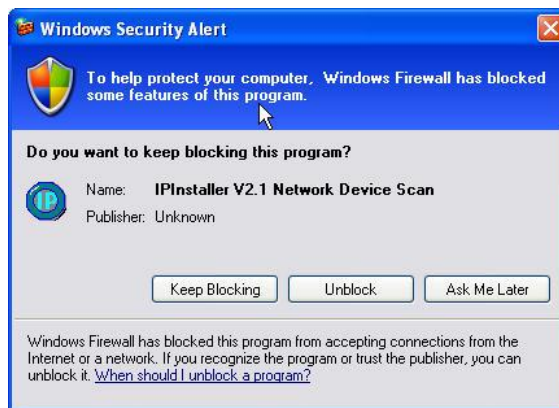 Windows Security Alert
To help protect your computer, Windows Firewall has blocked
some features of this program.
Do you want to keep blocking this program?
Name: IPInstaller V2.1 Network Device Scan
IP
Publisher: Unknown
Keep Blocking Unblock Ask Me Later
Windows Firewall has blocked this program from accepting connections from the
Internet or a network. If you recognize the program or trust the publisher, you can
unblock it. When should I unblock a program?